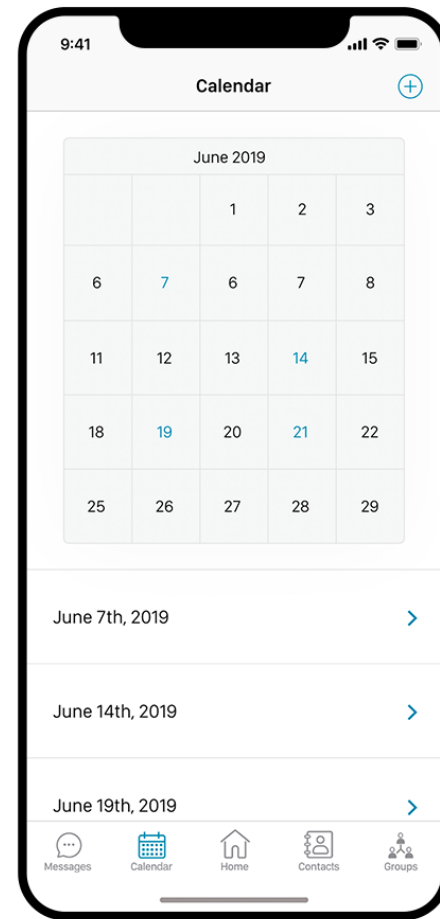 9:41
Calendar
June 2019
1 2 3
6 7 6 7 8
11 12 13 14 15
18 19 20 21 22
25 26 27 28 29
June 7th, 2019
June 14th, 2019
June 19th, 2019
Messages Calendar Home Contacts Groups